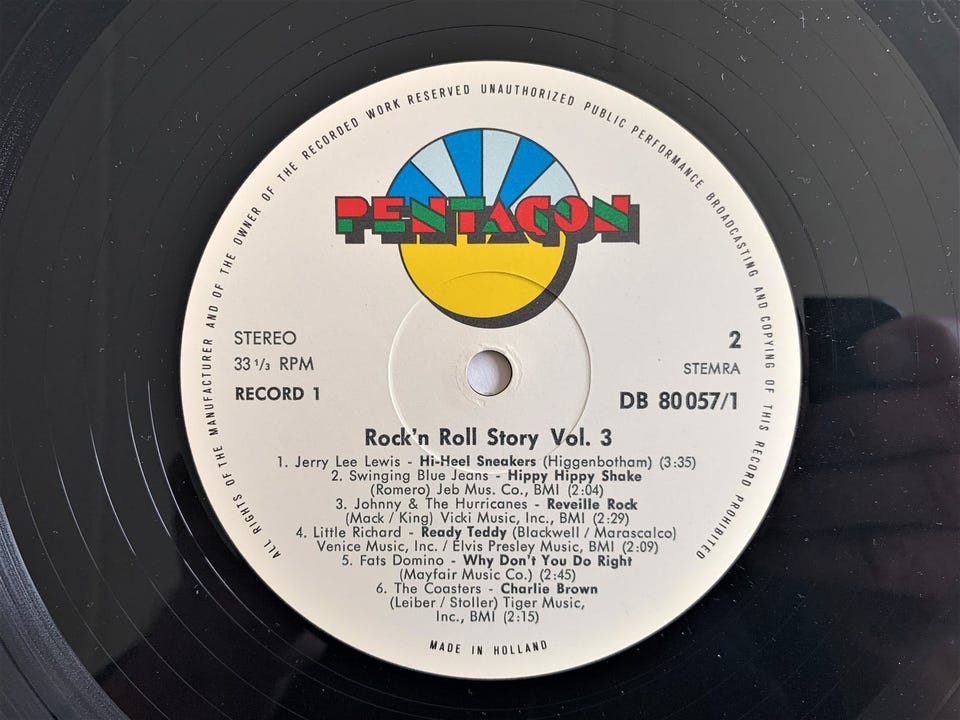 ALL RIGHTS OF THE MANUFACTURER AND OF THE OWNER OF THE RECORDED WORK RESERVED UNAUTHORIZED PUBLIC PERFORMANCE BROADCASTING AND COPYING OF THIS RECORD PROHIBITED
PENTAGON
STEREO
33 1/3 RPM
RECORD 1
2
STEMRA
DB 80057/1
Rock'n Roll Story Vol. 3
1. Jerry Lee Lewis - Hi-Heel Sneakers (Higgenbotham) (3:35)
2. Swinging Blue Jeans - Hippy Hippy Shake
(Romero) Jeb Mus. Co., BMI (2:04)
3. Johnny & The Hurricanes - Reveille Rock
(Mack / King) Vicki Music, Inc., BMI (2:29)
4. Little Richard - Ready Teddy (Blackwell / Marascalco)
Venice Music, Inc. / Elvis Presley Music, BMI (2:09)
5. Fats Domino - Why Don't You Do Right
(Mayfair Music Co.) (2:45)
6. The Coasters - Charlie Brown
(Leiber / Stoller) Tiger Music,
Inc., BMI (2:15)
MADE IN HOLLAND